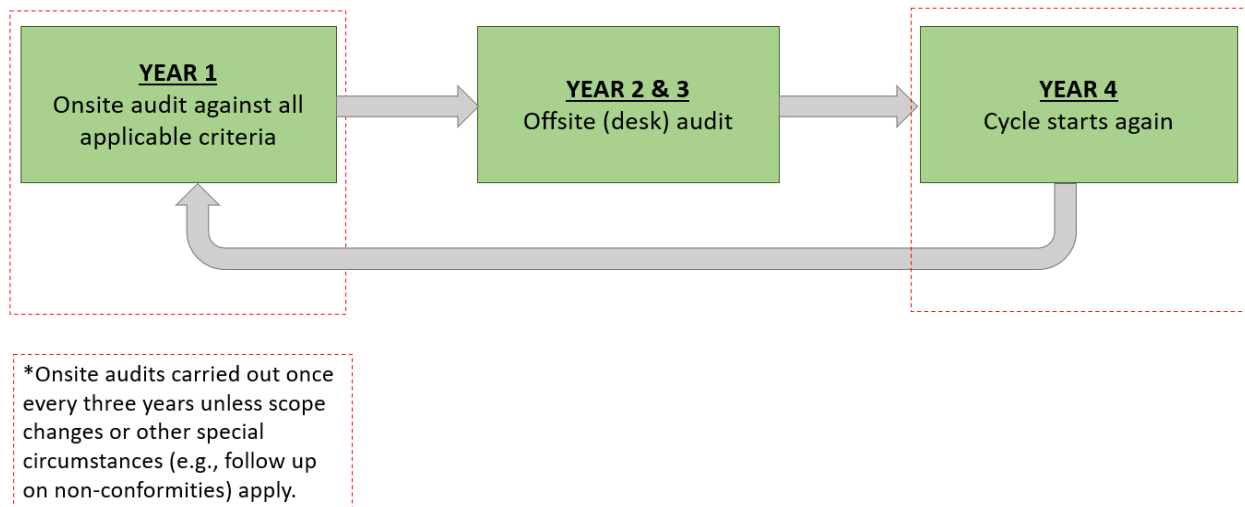 YEAR 1
Onsite audit against all
applicable criteria
YEAR 2 & 3
Offsite (desk) audit
YEAR 4
Cycle starts again
*Onsite audits carried out once
every three years unless scope
changes or other special
circumstances (e.g., follow up
on non-conformities) apply.